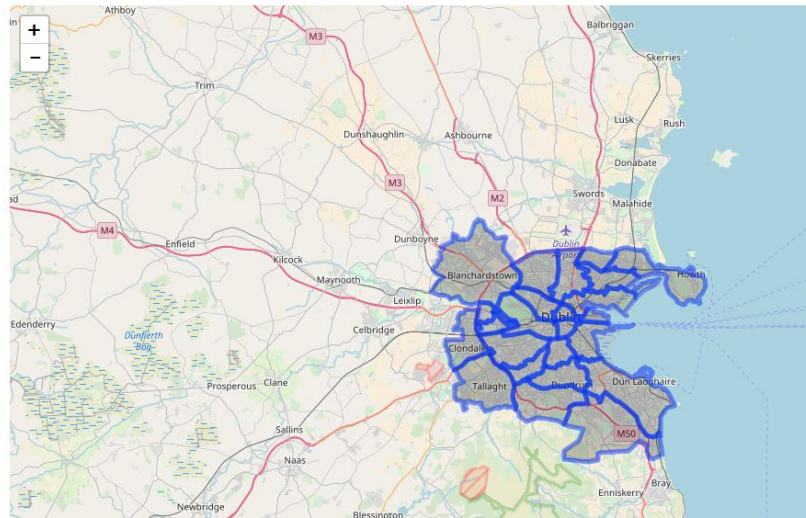 Athboy
+
−
M3
Balbriggan
Skerries
Trim
Lusk
Rush
Dunshaughlin
Ashbourne
Donabate
M3
M2
Swords
Malahide
M4
Enfield
Dunboyne
Dublin
Airport
Kilcock
Blanchardstown
Howth
Maynooth
Leixlip
Edenderry
Celbridge
Dublin
Dunfierth
Bog
Clondalkin
Prosperous
Clane
Tallaght
Dundrum
Dún Laoghaire
Sallins
M50
Naas
Bray
Enniskerry
Newbridge
Blessington